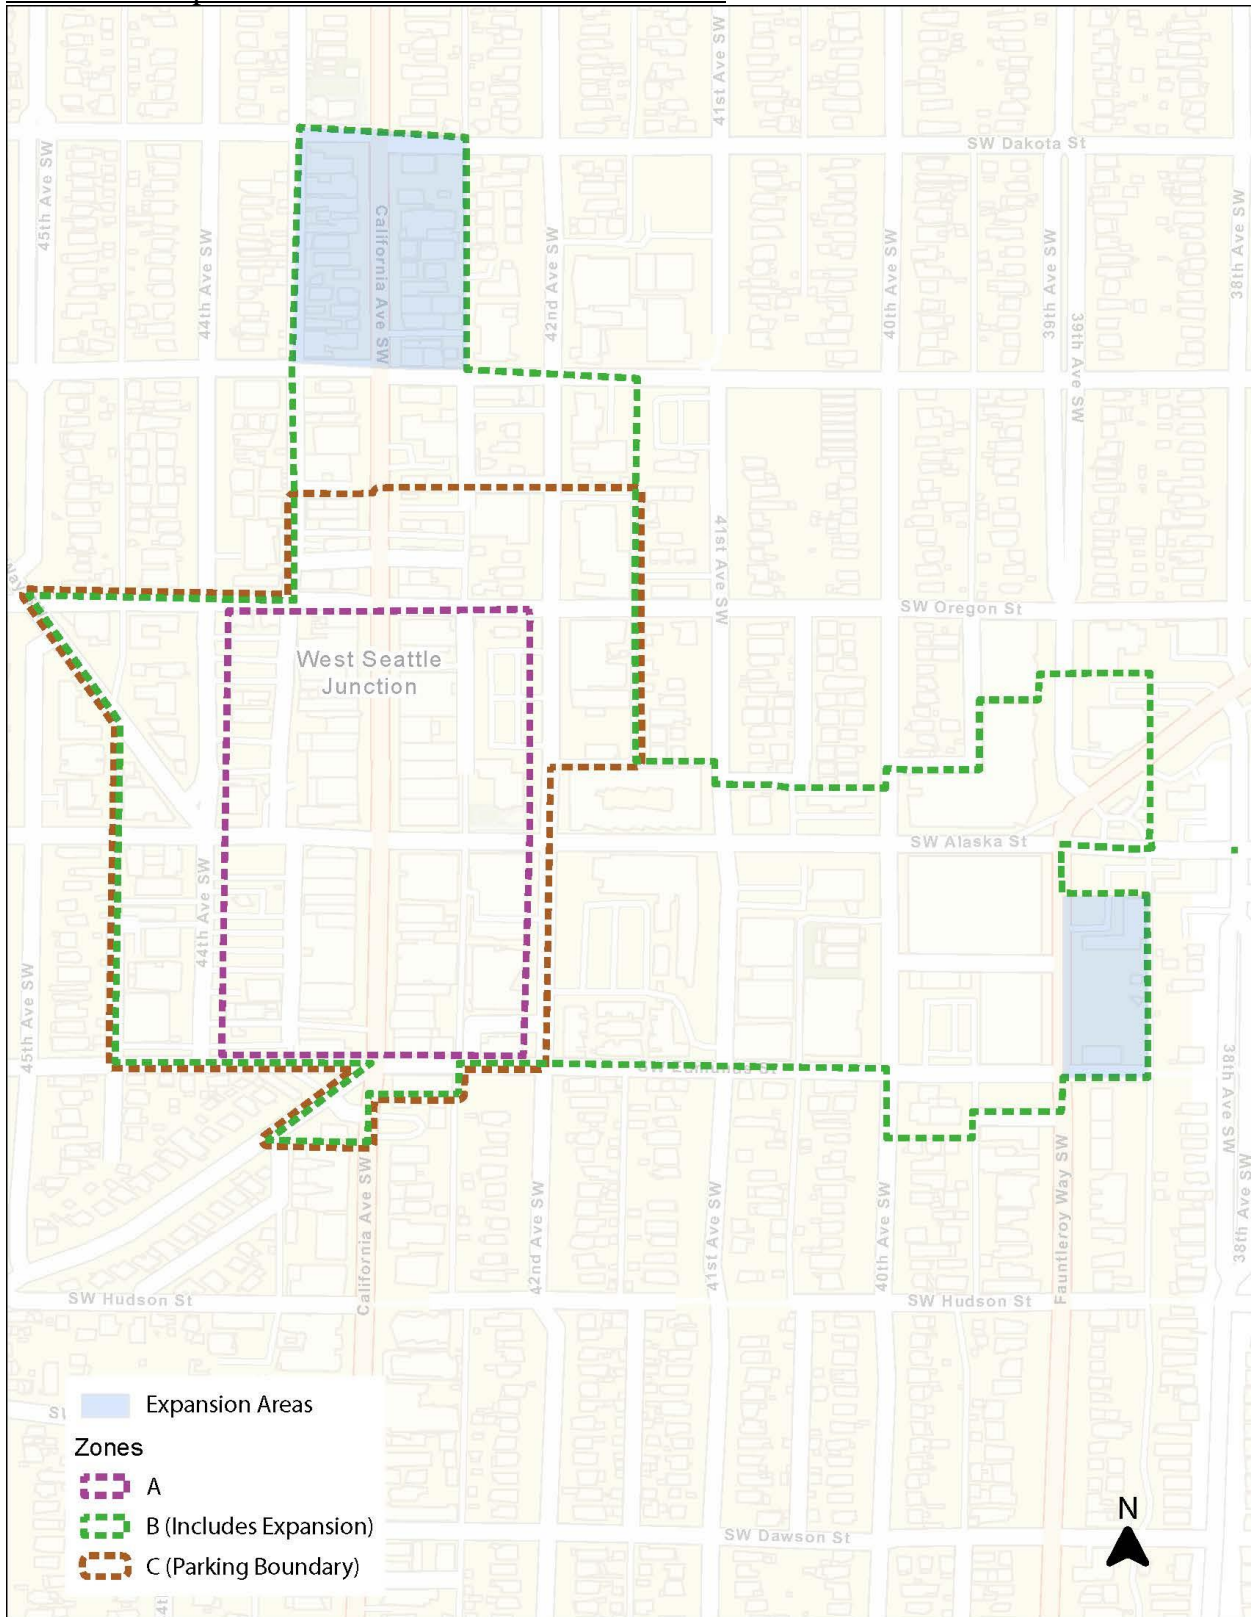 41st Ave SW
SW Dakota St
45th Ave SW
44th Ave SW
California Ave SW
42nd Ave SW
40th Ave SW
39th Ave SW
39th Ave SW
38th Ave SW
41st Ave SW
Way
SW Oregon St
West Seattle
Junction
SW Alaska St
44th Ave SW
45th Ave SW
SW Edmunds St
38th Ave SW
California Ave SW
42nd Ave SW
41st Ave SW
40th Ave SW
Fauntleroy Way SW
38th Ave SW
SW Hudson St
SW Hudson St
Expansion Areas
Zones
A
B (Includes Expansion)
C (Parking Boundary)
SW Dawson St
N